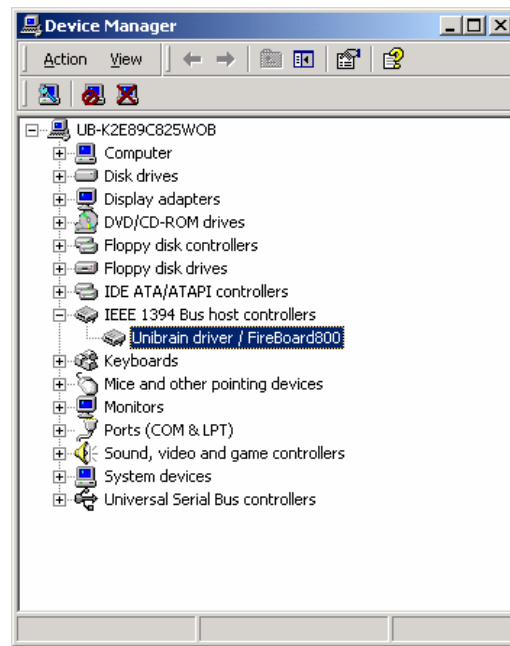 Device Manager
Action View
UB-K2E89C825WOB
Computer
Disk drives
Display adapters
DVD/CD-ROM drives
Floppy disk controllers
Floppy disk drives
IDE ATA/ATAPI controllers
IEEE 1394 Bus host controllers
Unibrain driver / FireBoard800
Keyboards
Mice and other pointing devices
Monitors
Ports (COM & LPT)
Sound, video and game controllers
System devices
Universal Serial Bus controllers